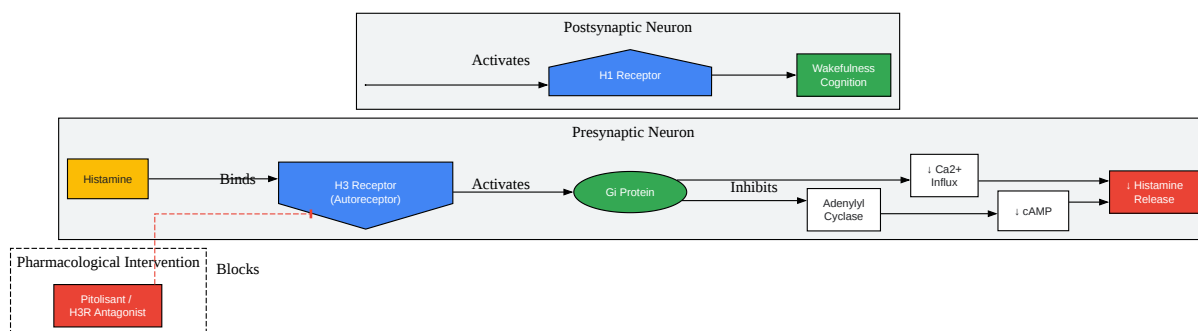 Postsynaptic Neuron
Activates
H1 Receptor
Wakefulness
Cognition
Presynaptic Neuron
Histamine
Binds
H3 Receptor
(Autoreceptor)
Activates
Gi Protein
Inhibits
Adenylyl
Cyclase
↓ Ca2+
Influx
↓ cAMP
↓ Histamine
Release
Pharmacological Intervention
Blocks
Pitolisant /
H3R Antagonist